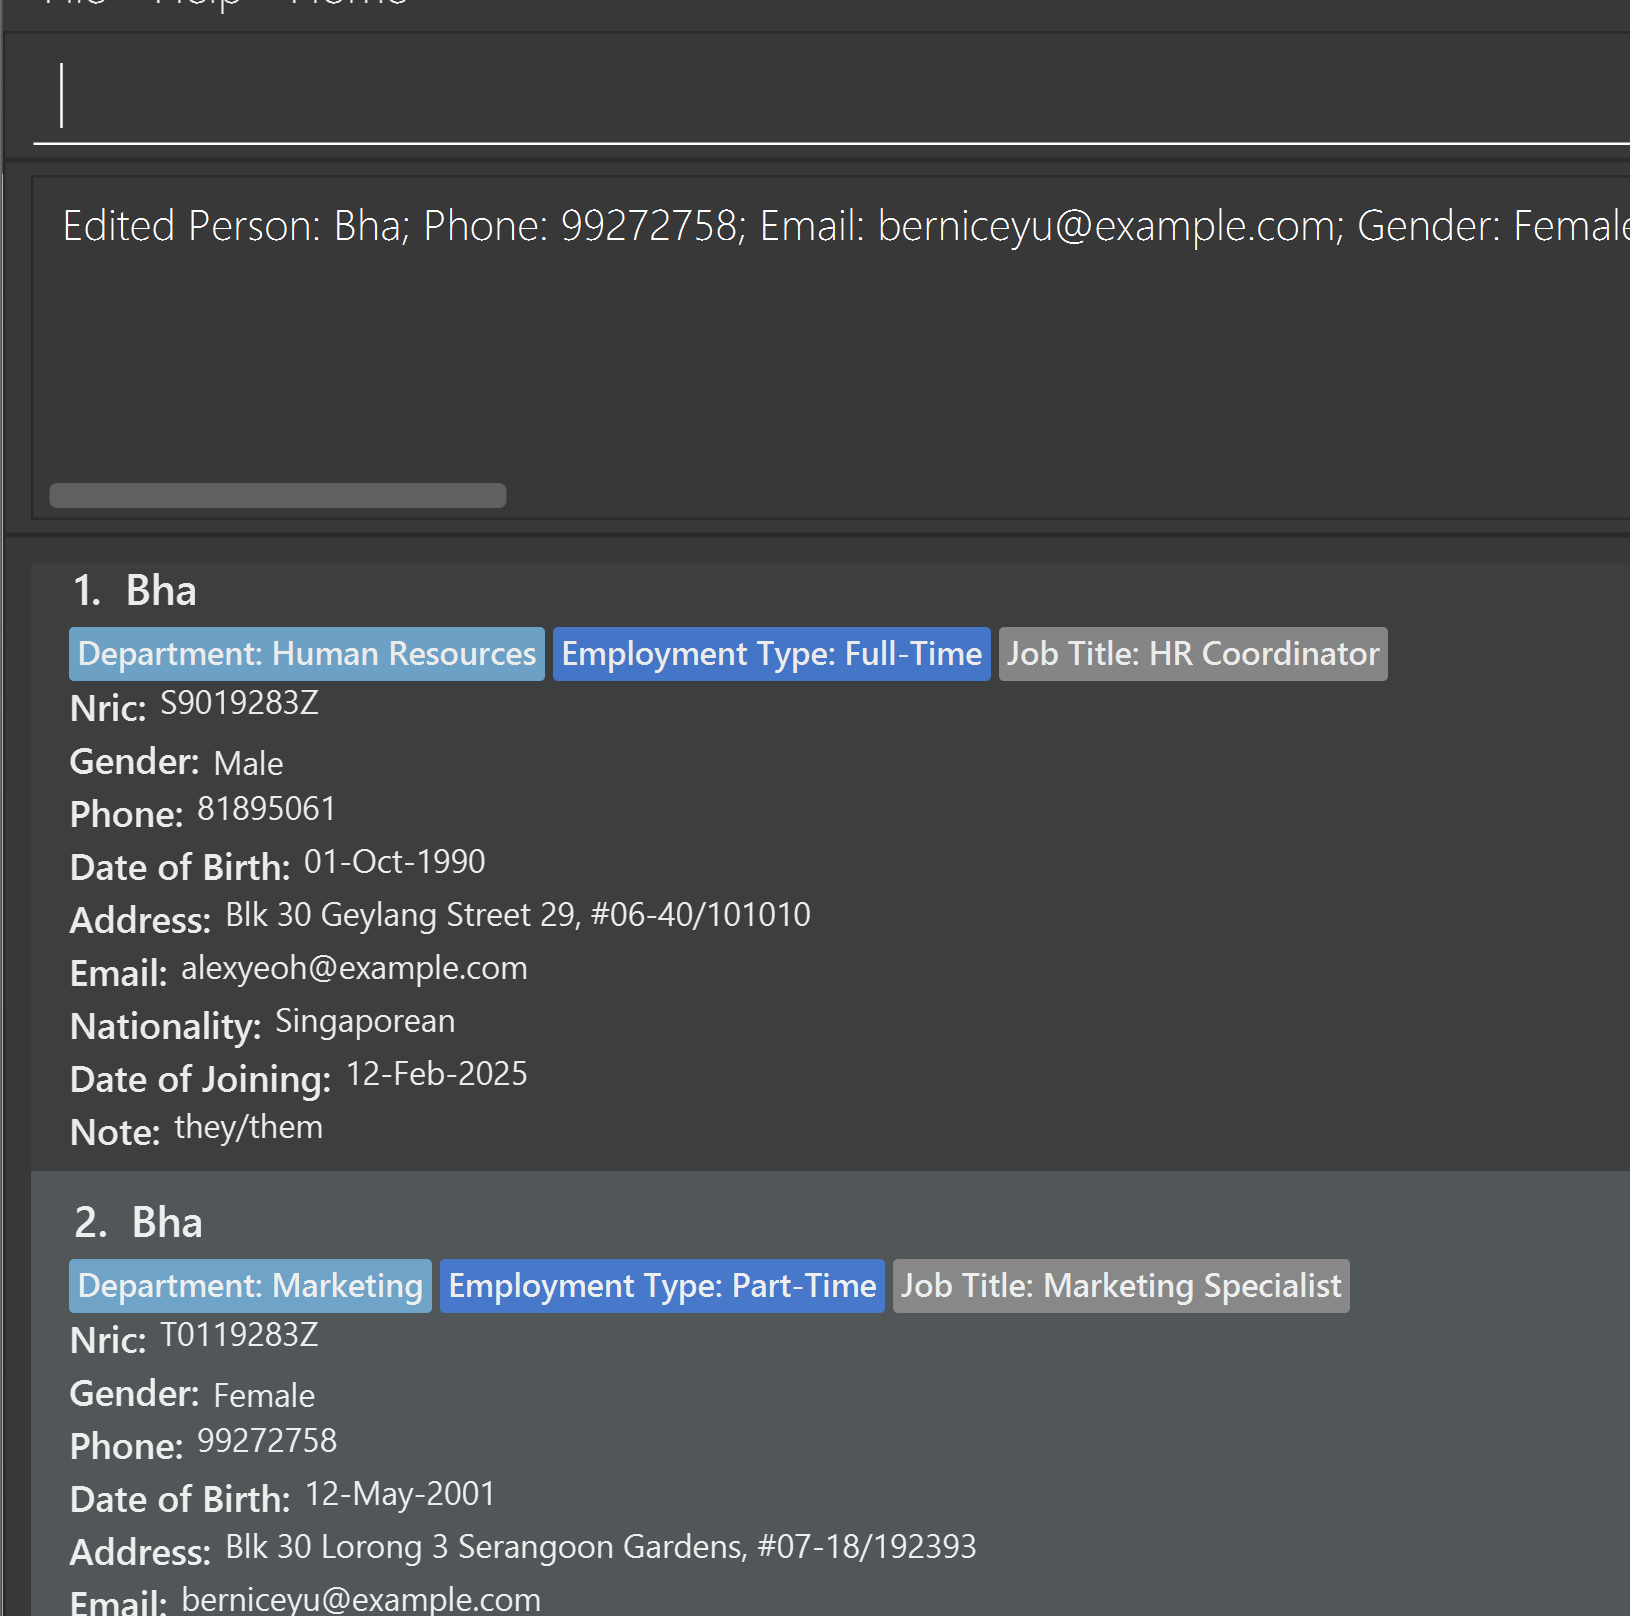 File Help Home
Edited Person: Bha; Phone: 99272758; Email: berniceyu@example.com; Gender: Female
1. Bha
Department: Human Resources Employment Type: Full-Time Job Title: HR Coordinator
Nric: S9019283Z
Gender: Male
Phone: 81895061
Date of Birth: 01-Oct-1990
Address: Blk 30 Geylang Street 29, #06-40/101010
Email: alexyeoh@example.com
Nationality: Singaporean
Date of Joining: 12-Feb-2025
Note: they/them
2. Bha
Department: Marketing Employment Type: Part-Time Job Title: Marketing Specialist
Nric: T0119283Z
Gender: Female
Phone: 99272758
Date of Birth: 12-May-2001
Address: Blk 30 Lorong 3 Serangoon Gardens, #07-18/192393
Email: berniceyu@example.com